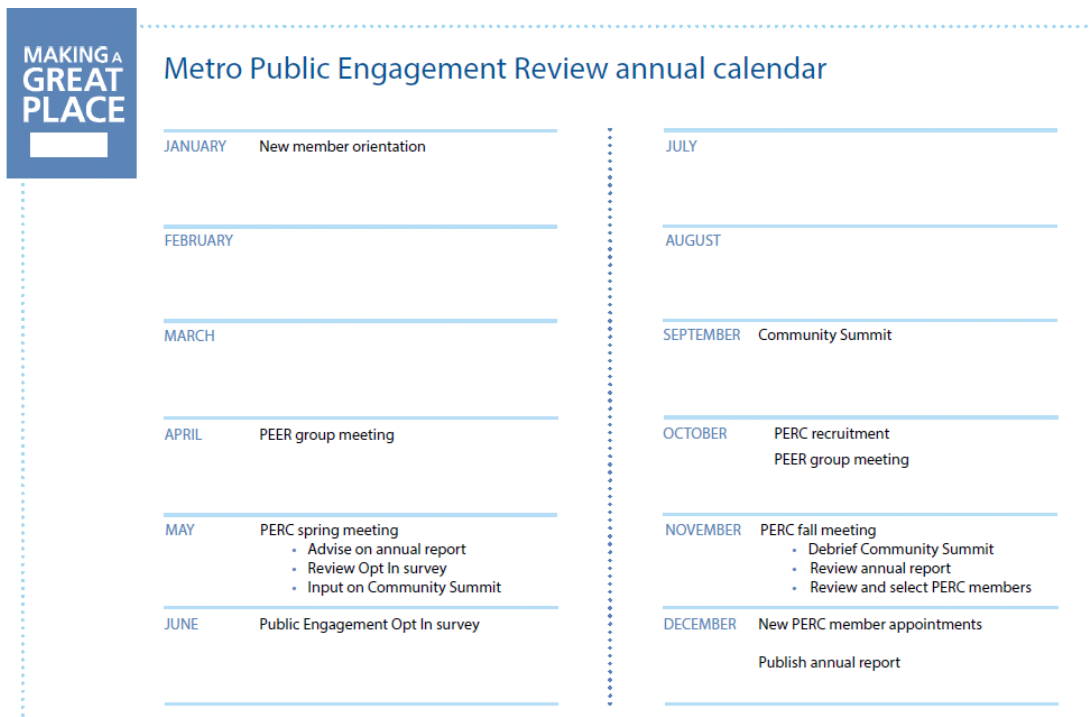 MAKING A
GREAT
PLACE
Metro Public Engagement Review annual calendar
JANUARY New member orientation
FEBRUARY
MARCH
APRIL PEER group meeting
MAY PERC spring meeting
• Advise on annual report
• Review Opt In survey
• Input on Community Summit
JUNE Public Engagement Opt In survey
JULY
AUGUST
SEPTEMBER Community Summit
OCTOBER PERC recruitment
PEER group meeting
NOVEMBER PERC fall meeting
• Debrief Community Summit
• Review annual report
• Review and select PERC members
DECEMBER New PERC member appointments
Publish annual report